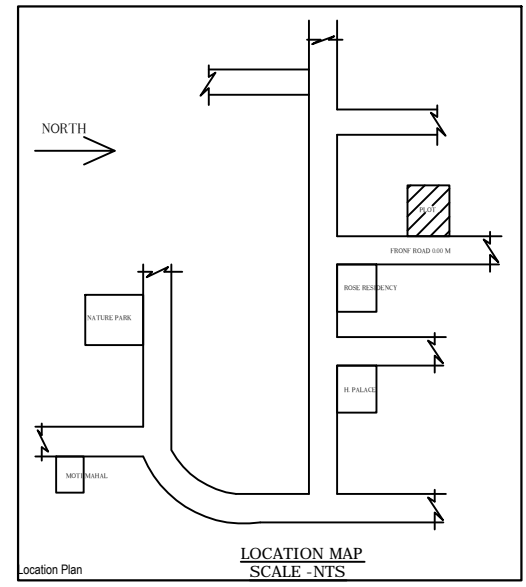 NORTH
PLOT
FRONF ROAD 0.00 M
ROSE RESIDENCY
NATURE PARK
H. PALACE
MOTI MAHAL
LOCATION MAP
SCALE -NTS
Location Plan